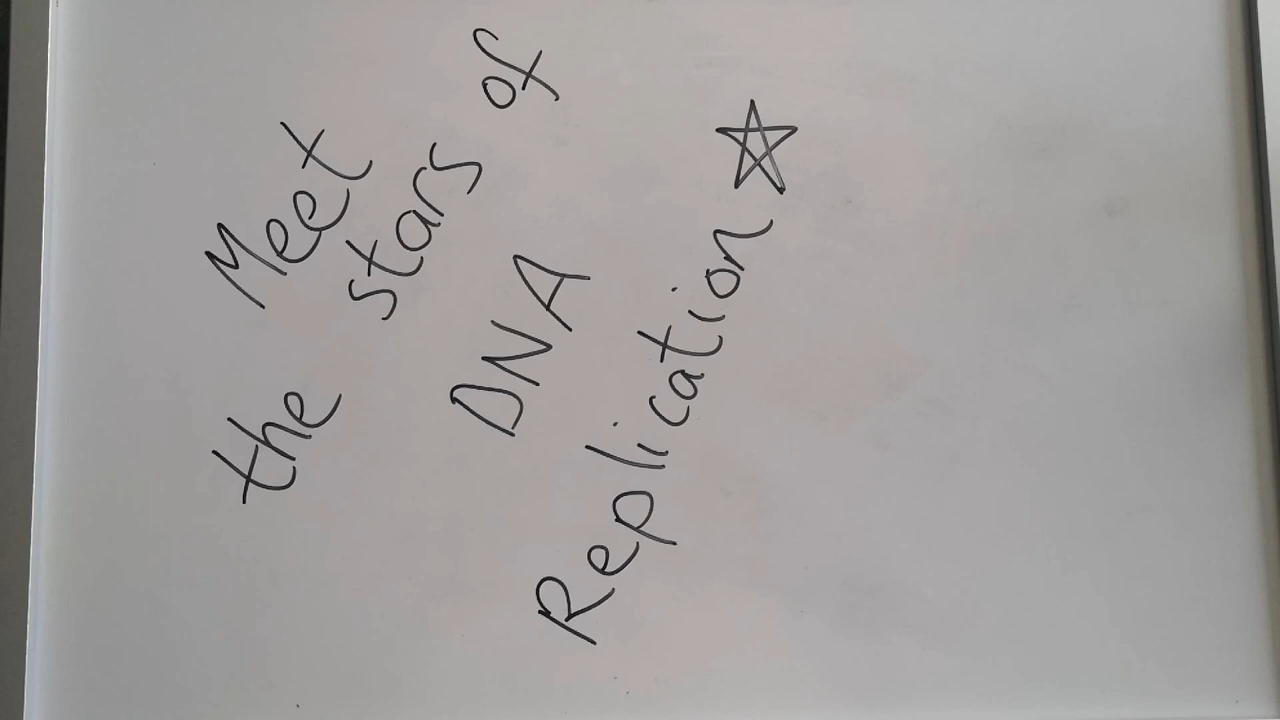 Meet
the stars of
DNA
Replication ☆